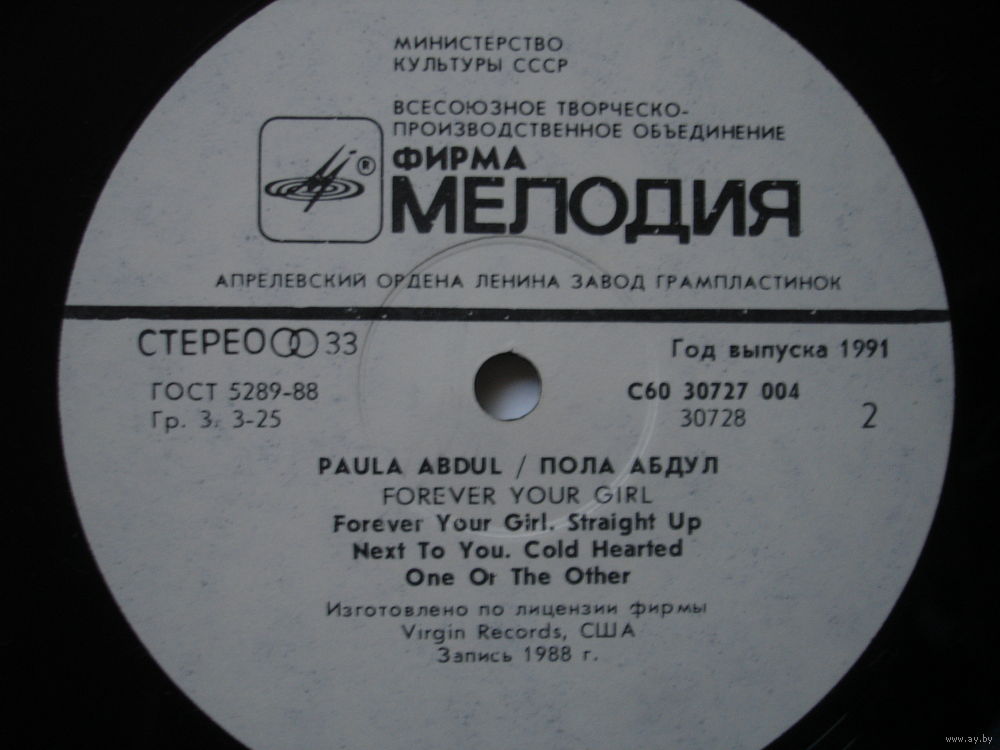 МИНИСТЕРСТВО
КУЛЬТУРЫ СССР
ВСЕСОЮЗНОЕ ТВОРЧЕСКО-
ПРОИЗВОДСТВЕННОЕ ОБЪЕДИНЕНИЕ
ФИРМА
®
МЕЛОДИЯ
АПРЕЛЕВСКИЙ ОРДЕНА ЛЕНИНА ЗАВОД ГРАМПЛАСТИНОК
СТЕРЕО 33
Год выпуска 1991
ГОСТ 5289-88
С60 30727 004
Гр. 3. 3-25
30728
2
PAULA ABDUL / ПОЛА АБДУЛ
FOREVER YOUR GIRL
Forever Your Girl. Straight Up
Next To You. Cold Hearted
One Or The Other
Изготовлено по лицензии фирмы
Virgin Records, США
Запись 1988 г.
www.ay.by